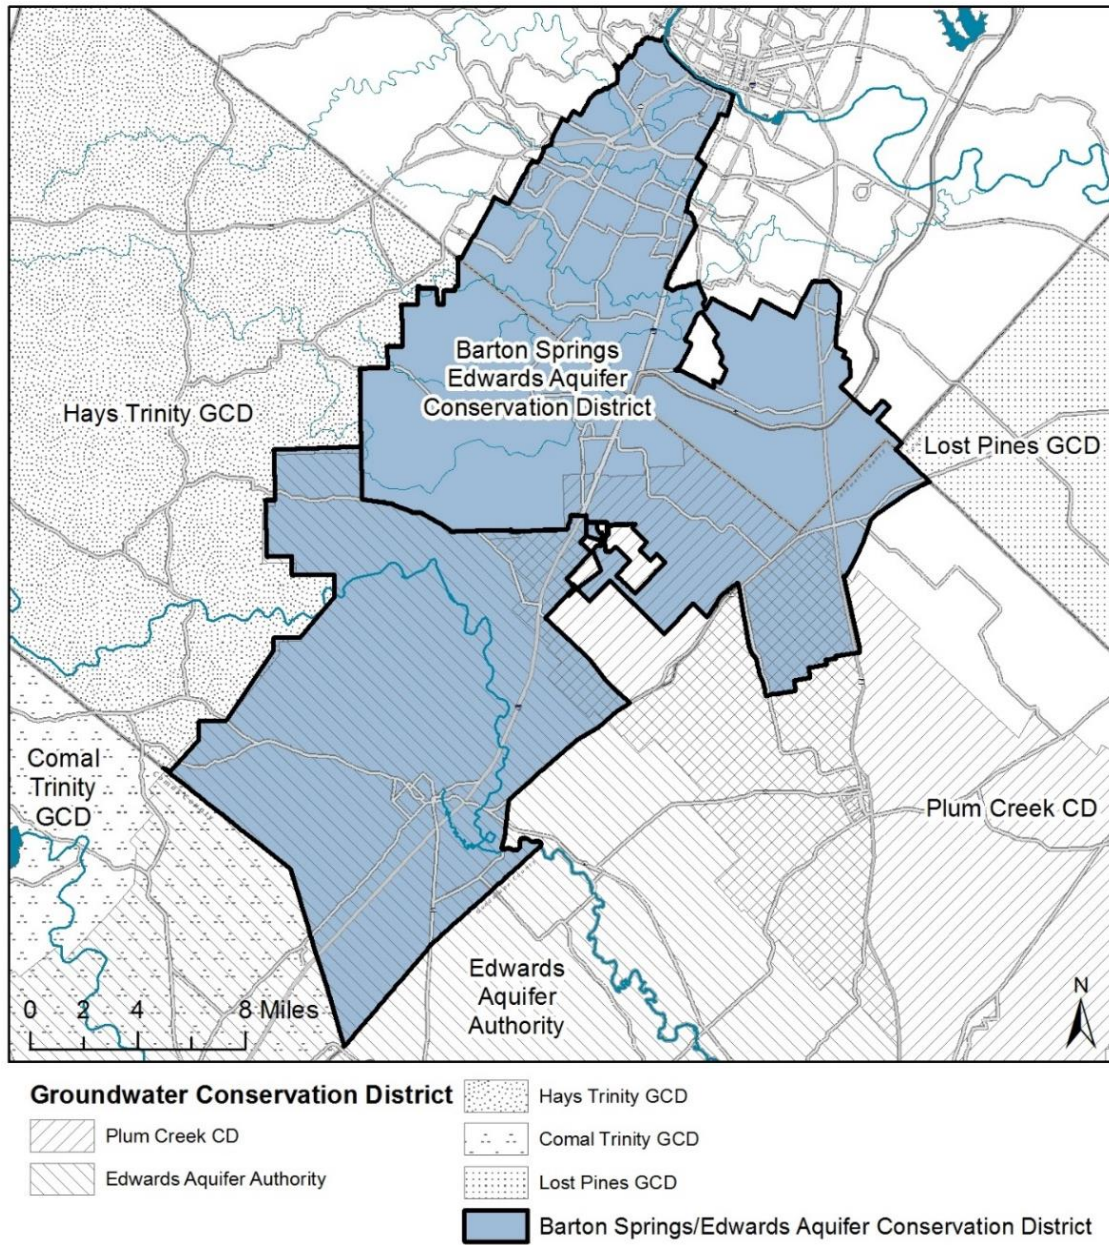 Barton Springs
Edwards Aquifer
Conservation District
Hays Trinity GCD
Lost Pines GCD
Comal
Trinity
GCD
Plum Creek CD
Edwards
Aquifer
Authority
N
0 2 4 8 Miles
Groundwater Conservation District
Plum Creek CD
Edwards Aquifer Authority
Hays Trinity GCD
Comal Trinity GCD
Lost Pines GCD
Barton Springs/Edwards Aquifer Conservation District